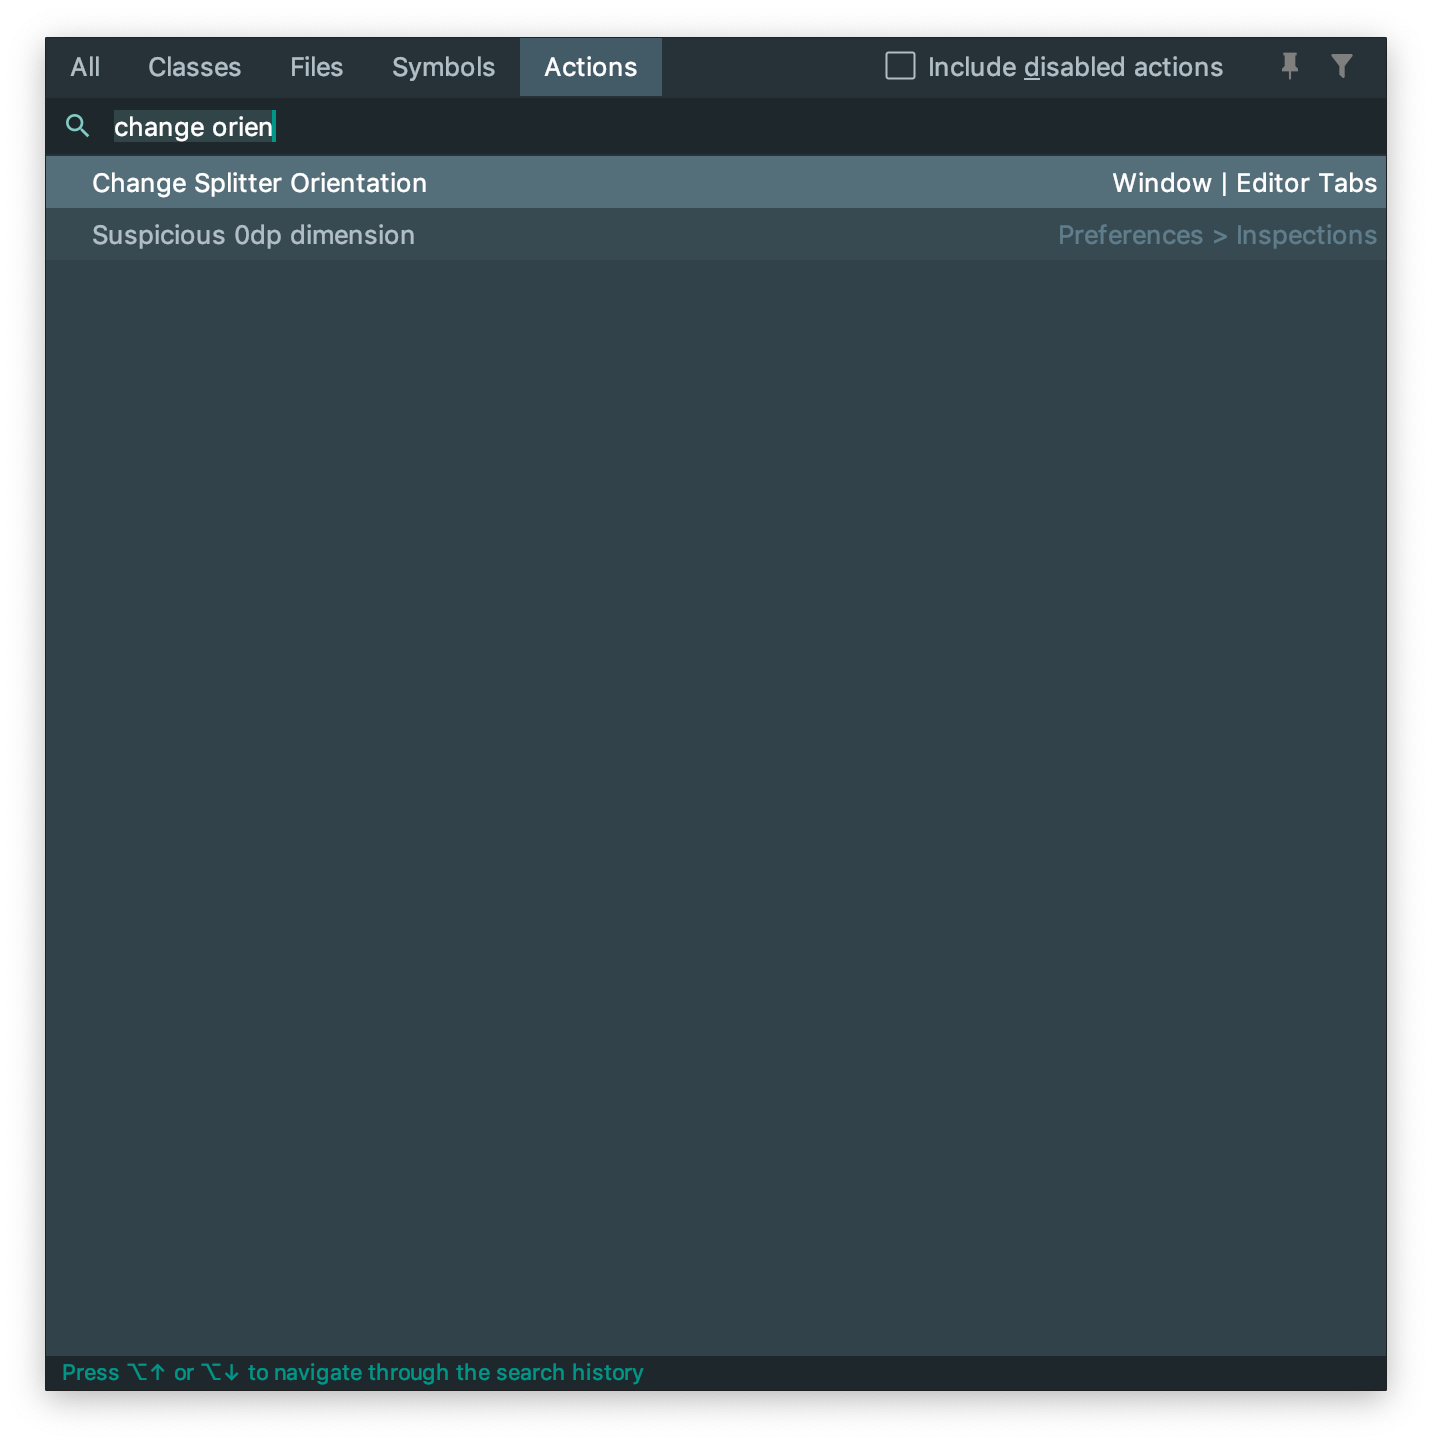 All Classes Files Symbols Actions Include disabled actions
change orien
Change Splitter Orientation Window | Editor Tabs
Suspicious 0dp dimension Preferences > Inspections
Press ⌥↑ or ⌥↓ to navigate through the search history